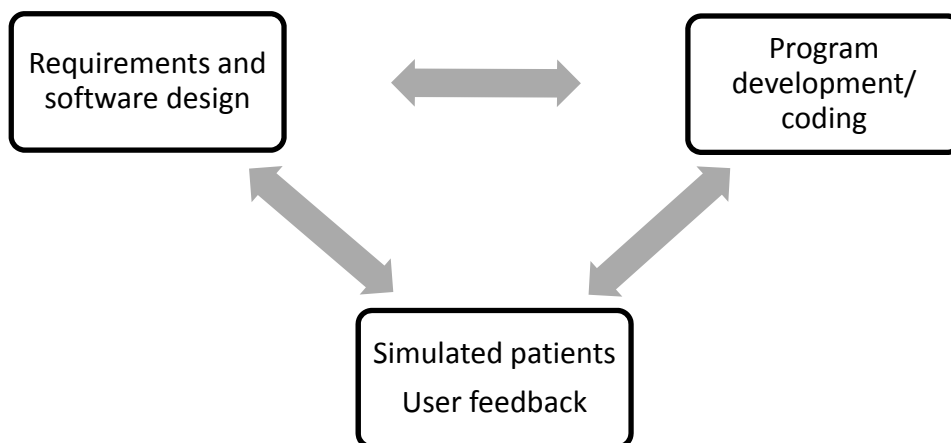 Requirements and
software design
Program
development/
coding
Simulated patients
User feedback